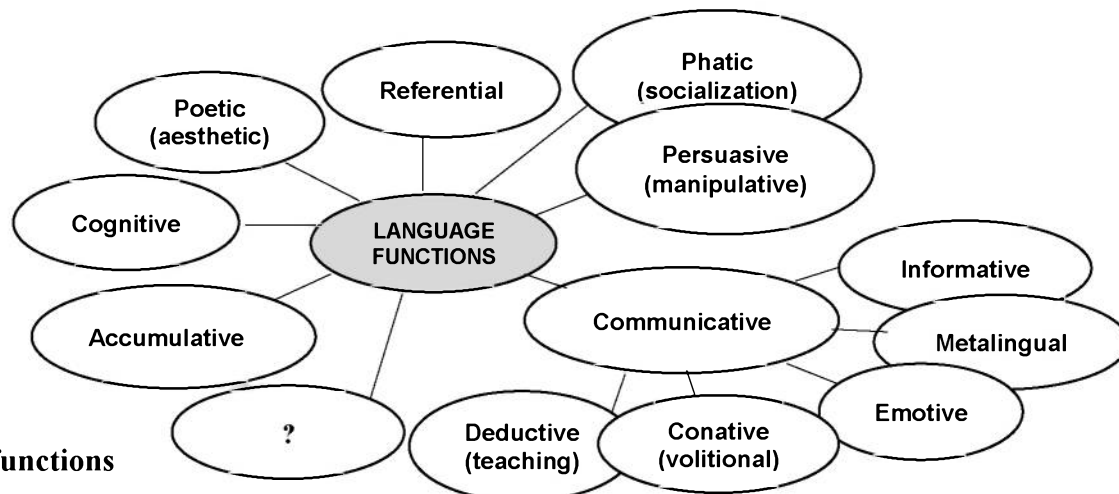 Phatic
(socialization)
Referential
Poetic
(aesthetic)
Persuasive
(manipulative)
Cognitive
LANGUAGE
FUNCTIONS
Informative
Communicative
Accumulative
Metalingual
Emotive
?
Deductive
(teaching)
Conative
(volitional)
functions